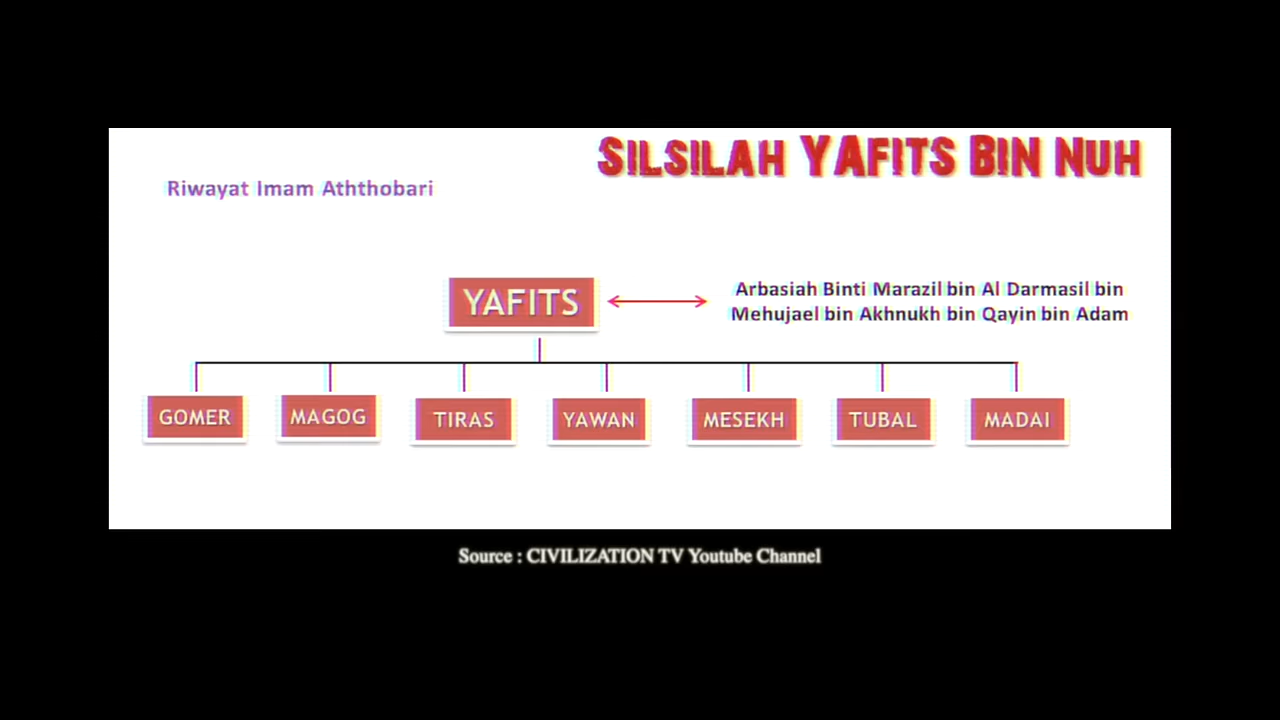 SILSILAH YAFITS BIN NUH
Riwayat Imam Aththobari
YAFITS
Arbasiah Binti Marazil bin Al Darmasil bin
Mehujael bin Akhnukh bin Qayin bin Adam
GOMER
MAGOG
TIRAS
YAWAN
MESEKH
TUBAL
MADAI
Source : CIVILIZATION TV Youtube Channel